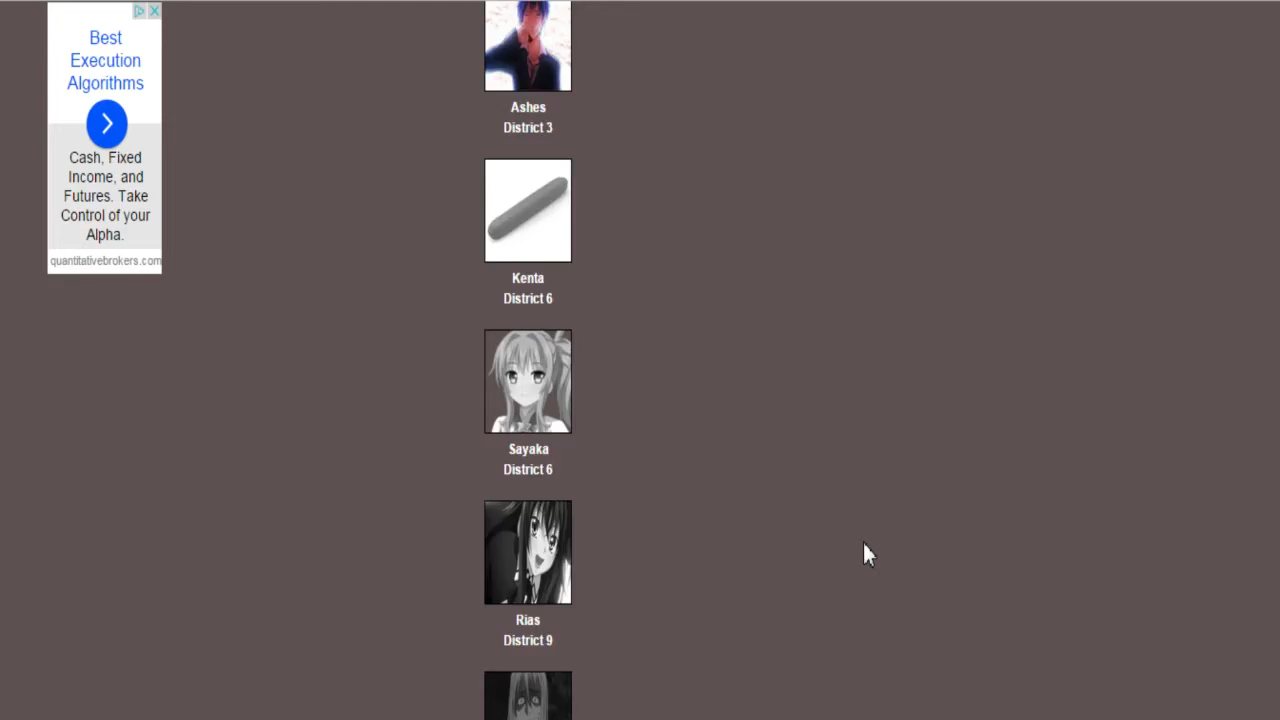 Best
Execution
Algorithms
Cash, Fixed
Income, and
Futures. Take
Control of your
Alpha.
quantitativebrokers.com
Ashes
District 3
Kenta
District 6
Sayaka
District 6
Rias
District 9